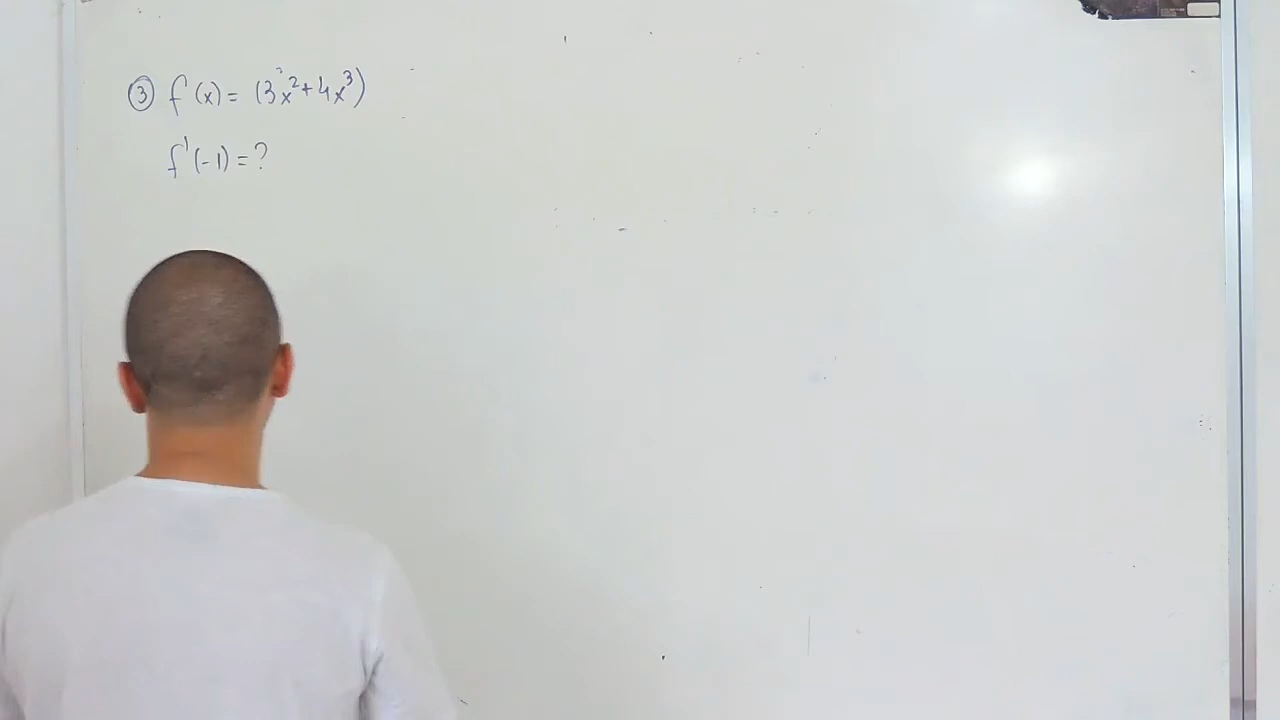 ③ f(x) = (3x² + 4x³)
f'(-1) = ?